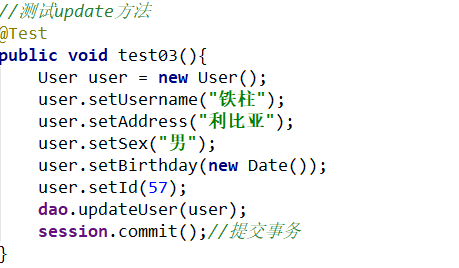 //测试update方法
@Test
public void test03(){
    User user = new User();
    user.setUsername("铁柱");
    user.setAddress("利比亚");
    user.setSex("男");
    user.setBirthday(new Date());
    user.setId(57);
    dao.updateUser(user);
    session.commit();//提交事务
}